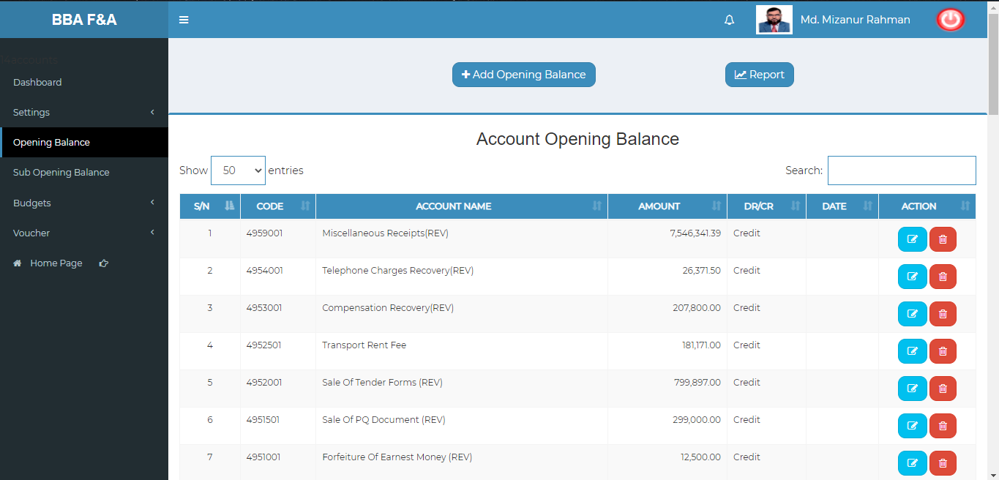 BBA F&A
Md. Mizanur Rahman
Dashboard
Settings
Opening Balance
Sub Opening Balance
Budgets
Voucher
Home Page
Add Opening Balance
Report
Account Opening Balance
Show 50 entries
Search:
S/N CODE ACCOUNT NAME AMOUNT DR/CR DATE ACTION
1 4959001 Miscellaneous Receipts(REV) 7,546,341.39 Credit
2 4954001 Telephone Charges Recovery(REV) 26,371.50 Credit
3 4953001 Compensation Recovery(REV) 207,800.00 Credit
4 4952501 Transport Rent Fee 181,171.00 Credit
5 4952001 Sale Of Tender Forms (REV) 799,897.00 Credit
6 4951501 Sale Of PQ Document (REV) 299,000.00 Credit
7 4951001 Forfeiture Of Earnest Money (REV) 12,500.00 Credit